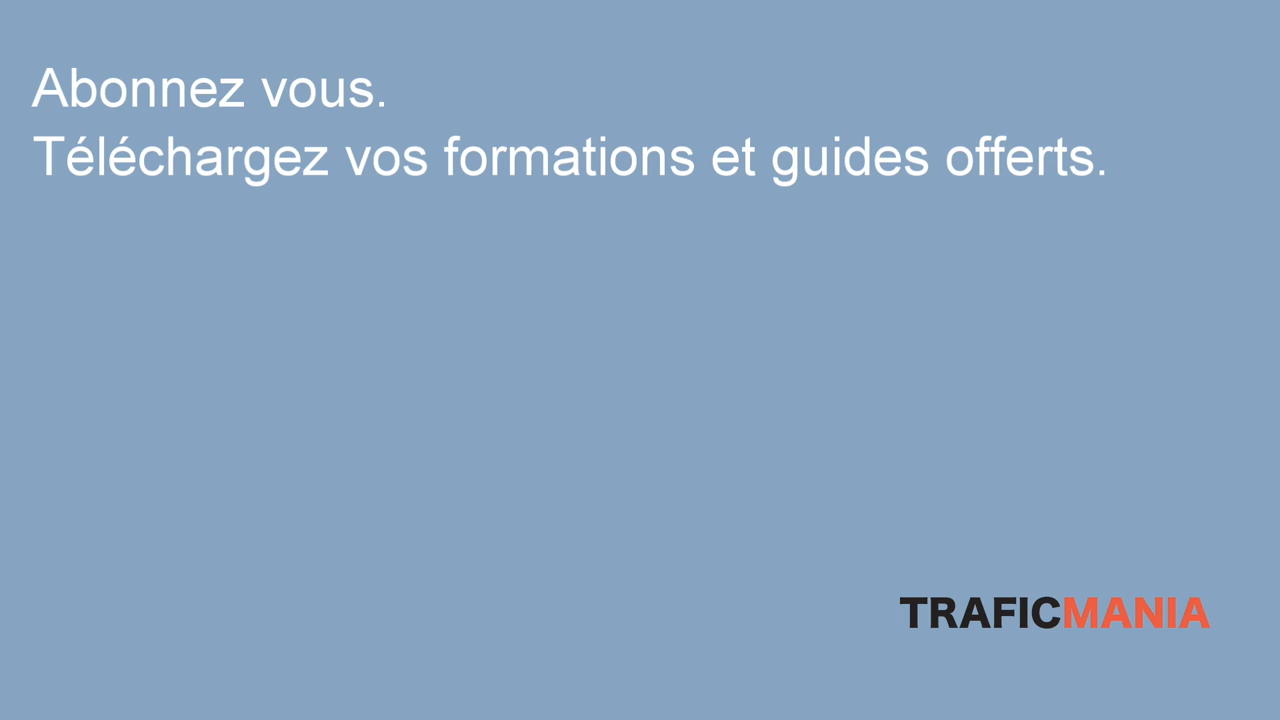 Abonnez vous.
Téléchargez vos formations et guides offerts.
TRAFICMANIA